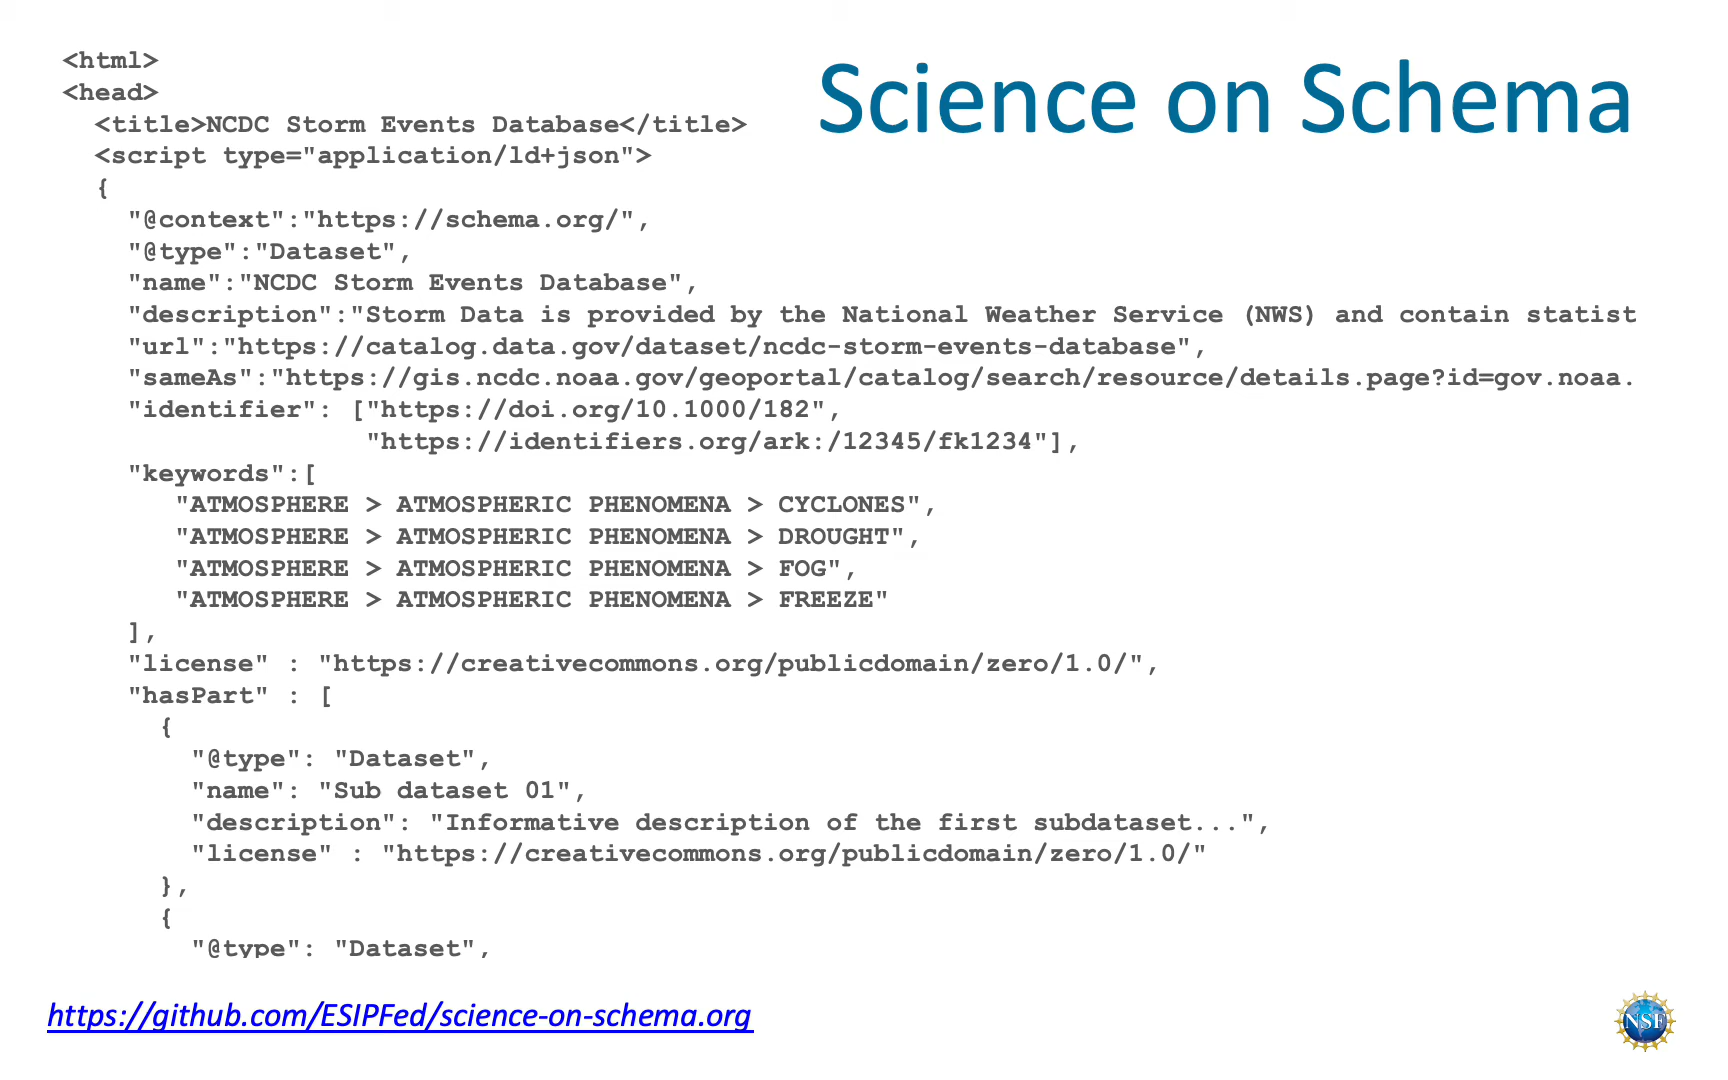 Science on Schema
<html>
<head>
<title>NCDC Storm Events Database</title>
<script type="application/ld+json">
{
"@context":"https://schema.org/",
"@type":"Dataset",
"name":"NCDC Storm Events Database",
"description":"Storm Data is provided by the National Weather Service (NWS) and contain statist
"url":"https://catalog.data.gov/dataset/ncdc-storm-events-database",
"sameAs":"https://gis.ncdc.noaa.gov/geoportal/catalog/search/resource/details.page?id=gov.noaa.
"identifier": ["https://doi.org/10.1000/182",
"https://identifiers.org/ark:/12345/fk1234"],
"keywords":[
"ATMOSPHERE > ATMOSPHERIC PHENOMENA > CYCLONES",
"ATMOSPHERE > ATMOSPHERIC PHENOMENA > DROUGHT",
"ATMOSPHERE > ATMOSPHERIC PHENOMENA > FOG",
"ATMOSPHERE > ATMOSPHERIC PHENOMENA > FREEZE"
],
"license" : "https://creativecommons.org/publicdomain/zero/1.0/",
"hasPart" : [
{
"@type": "Dataset",
"name": "Sub dataset 01",
"description": "Informative description of the first subdataset...",
"license" : "https://creativecommons.org/publicdomain/zero/1.0/"
},
{
"@type": "Dataset",
https://github.com/ESIPFed/science-on-schema.org
NSF